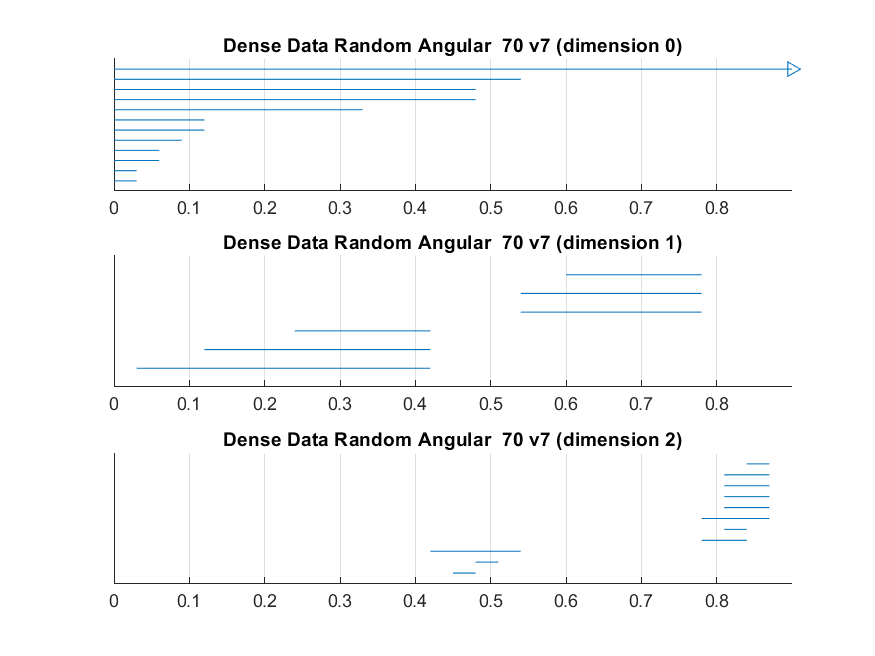 Dense Data Random Angular  70 v7 (dimension 0)
0 0.1 0.2 0.3 0.4 0.5 0.6 0.7 0.8
Dense Data Random Angular  70 v7 (dimension 1)
0 0.1 0.2 0.3 0.4 0.5 0.6 0.7 0.8
Dense Data Random Angular  70 v7 (dimension 2)
0 0.1 0.2 0.3 0.4 0.5 0.6 0.7 0.8